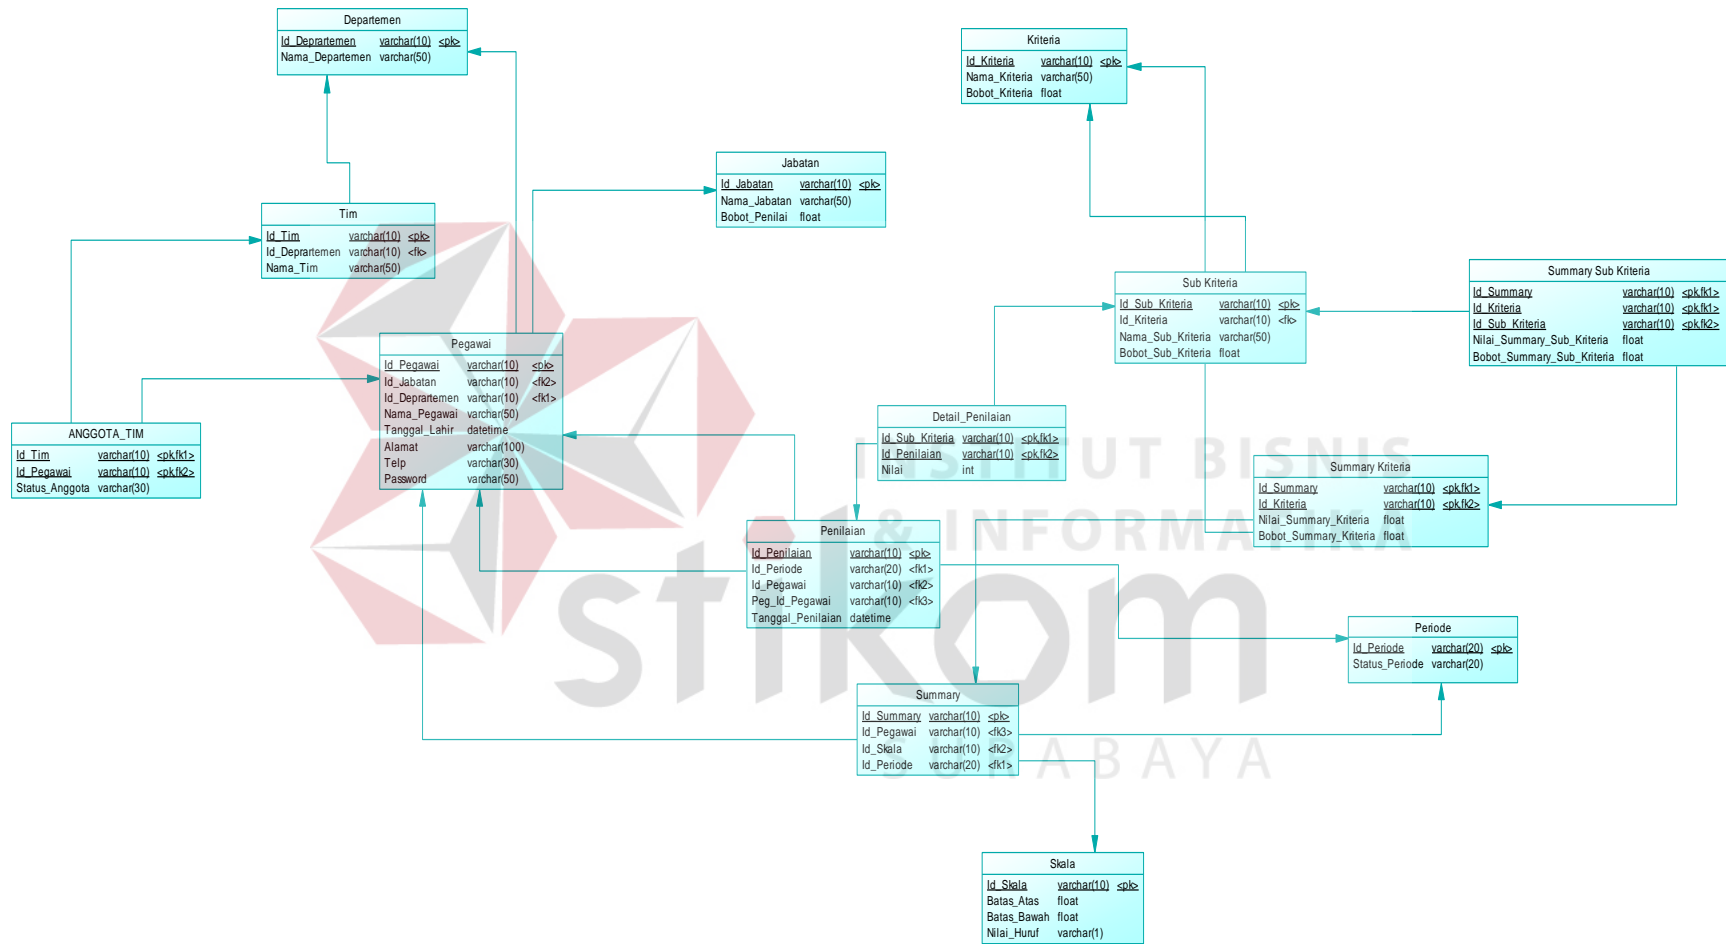 Departemen
Id_Deprartemen varchar(10) <pk>
Nama_Departemen varchar(50)
Kriteria
Id_Kriteria varchar(10) <pk>
Nama_Kriteria varchar(50)
Bobot_Kriteria float
Jabatan
Id_Jabatan varchar(10) <pk>
Nama_Jabatan varchar(50)
Bobot_Penilai float
Tim
Id_Tim varchar(10) <pk>
Id_Deprartemen varchar(10) <fk>
Nama_Tim varchar(50)
Sub Kriteria
Id_Sub_Kriteria varchar(10) <pk>
Id_Kriteria varchar(10) <fk>
Nama_Sub_Kriteria varchar(50)
Bobot_Sub_Kriteria float
Summary Sub Kriteria
Id_Summary varchar(10) <pk,fk1>
Id_Kriteria varchar(10) <pk,fk1>
Id_Sub_Kriteria varchar(10) <pk,fk2>
Nilai_Summary_Sub_Kriteria float
Bobot_Summary_Sub_Kriteria float
Pegawai
Id_Pegawai varchar(10) <pk>
Id_Jabatan varchar(10) <fk2>
Id_Deprartemen varchar(10) <fk1>
Nama_Pegawai varchar(50)
Tanggal_Lahir datetime
Alamat varchar(100)
Telp varchar(30)
Password varchar(50)
ANGGOTA_TIM
Id_Tim varchar(10) <pk,fk1>
Id_Pegawai varchar(10) <pk,fk2>
Status_Anggota varchar(30)
Detail_Penilaian
Id_Sub_Kriteria varchar(10) <pk,fk1>
Id_Penilaian varchar(10) <pk,fk2>
Nilai int
Summary Kriteria
Id_Summary varchar(10) <pk,fk1>
Id_Kriteria varchar(10) <pk,fk2>
Nilai_Summary_Kriteria float
Bobot_Summary_Kriteria float
Penilaian
Id_Penilaian varchar(10) <pk>
Id_Periode varchar(20) <fk1>
Id_Pegawai varchar(10) <fk2>
Peg_Id_Pegawai varchar(10) <fk3>
Tanggal_Penilaian datetime
Periode
Id_Periode varchar(20) <pk>
Status_Periode varchar(20)
Summary
Id_Summary varchar(10) <pk>
Id_Pegawai varchar(10) <fk3>
Id_Skala varchar(10) <fk2>
Id_Periode varchar(20) <fk1>
Skala
Id_Skala varchar(10) <pk>
Batas_Atas float
Batas_Bawah float
Nilai_Huruf varchar(1)
INSTITUT BISNIS
& INFORMATIKA
stikom
SURABAYA